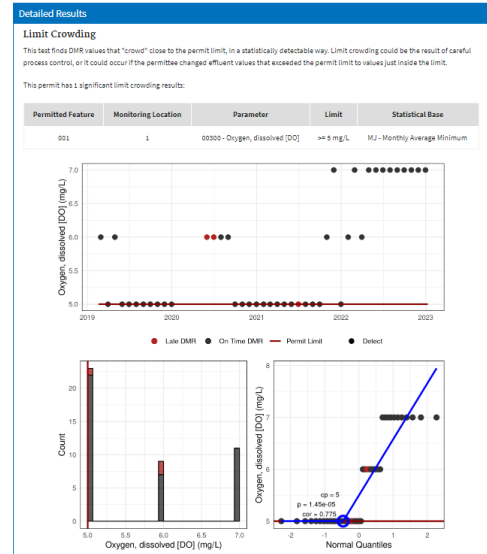 Detailed Results
Limit Crowding
This test finds DMR values that "crowd" close to the permit limit, in a statistically detectable way. Limit crowding could be the result of careful
process control, or it could occur if the permittee changed effluent values that exceeded the permit limit to values just inside the limit.
This permit has 1 significant limit crowding results:
Permitted Feature Monitoring Location Parameter Limit Statistical Base
001 1 00300 - Oxygen, dissolved [DO] >= 5 mg/L MJ - Monthly Average Minimum
Oxygen, dissolved [DO] (mg/L)
7.0
6.5
6.0
5.5
5.0
2019 2020 2021 2022 2023
Late DMR On Time DMR Permit Limit Detect
Count
20
15
10
5
0
5.0 5.5 6.0 6.5 7.0
Oxygen, dissolved [DO] (mg/L)
Oxygen, dissolved [DO] (mg/L)
8
7
6
5
cp = 5
p = 1.45e-05
cor = 0.775
-2 -1 0 1 2
Normal Quantiles